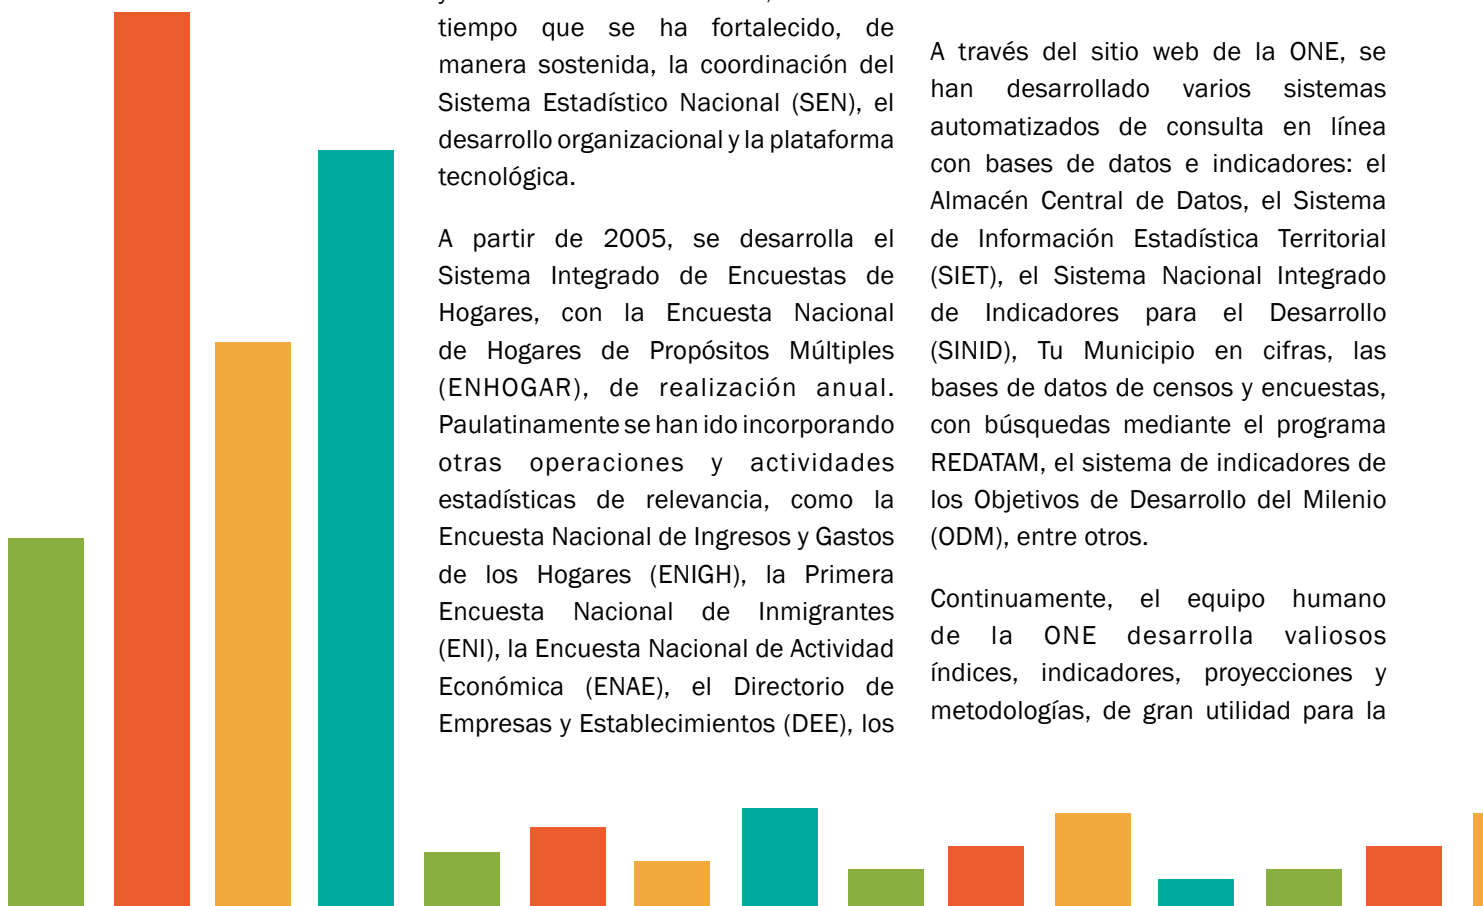 tiempo que se ha fortalecido, de
manera sostenida, la coordinación del
Sistema Estadístico Nacional (SEN), el
desarrollo organizacional y la plataforma
tecnológica.
A partir de 2005, se desarrolla el
Sistema Integrado de Encuestas de
Hogares, con la Encuesta Nacional
de Hogares de Propósitos Múltiples
(ENHOGAR), de realización anual.
Paulatinamente se han ido incorporando
otras operaciones y actividades
estadísticas de relevancia, como la
Encuesta Nacional de Ingresos y Gastos
de los Hogares (ENIGH), la Primera
Encuesta Nacional de Inmigrantes
(ENI), la Encuesta Nacional de Actividad
Económica (ENAE), el Directorio de
Empresas y Establecimientos (DEE), los
A través del sitio web de la ONE, se
han desarrollado varios sistemas
automatizados de consulta en línea
con bases de datos e indicadores: el
Almacén Central de Datos, el Sistema
de Información Estadística Territorial
(SIET), el Sistema Nacional Integrado
de Indicadores para el Desarrollo
(SINID), Tu Municipio en cifras, las
bases de datos de censos y encuestas,
con búsquedas mediante el programa
REDATAM, el sistema de indicadores de
los Objetivos de Desarrollo del Milenio
(ODM), entre otros.
Continuamente, el equipo humano
de la ONE desarrolla valiosos
índices, indicadores, proyecciones y
metodologías, de gran utilidad para la